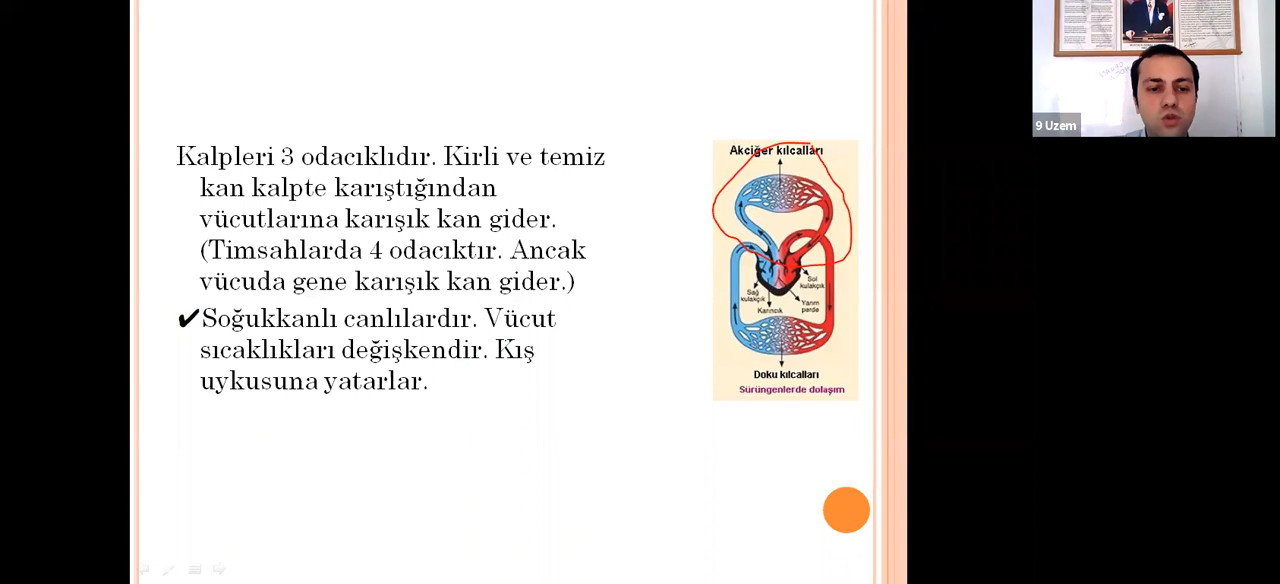 Kalpleri 3 odacıklıdır. Kirli ve temiz
kan kalpte karıştığından
vücutlarına karışık kan gider.
(Timsahlarda 4 odacıktır. Ancak
vücuda gene karışık kan gider.)
✔Soğukkanlı canlılardır. Vücut
sıcaklıkları değişkendir. Kış
uykusuna yatarlar.
Akciğer kılcalları
Sol
kulakçık
Sağ
kulakçık
Karıncık
Yarım
perde
Doku kılcalları
Sürüngenlerde dolaşım
9 Uzem